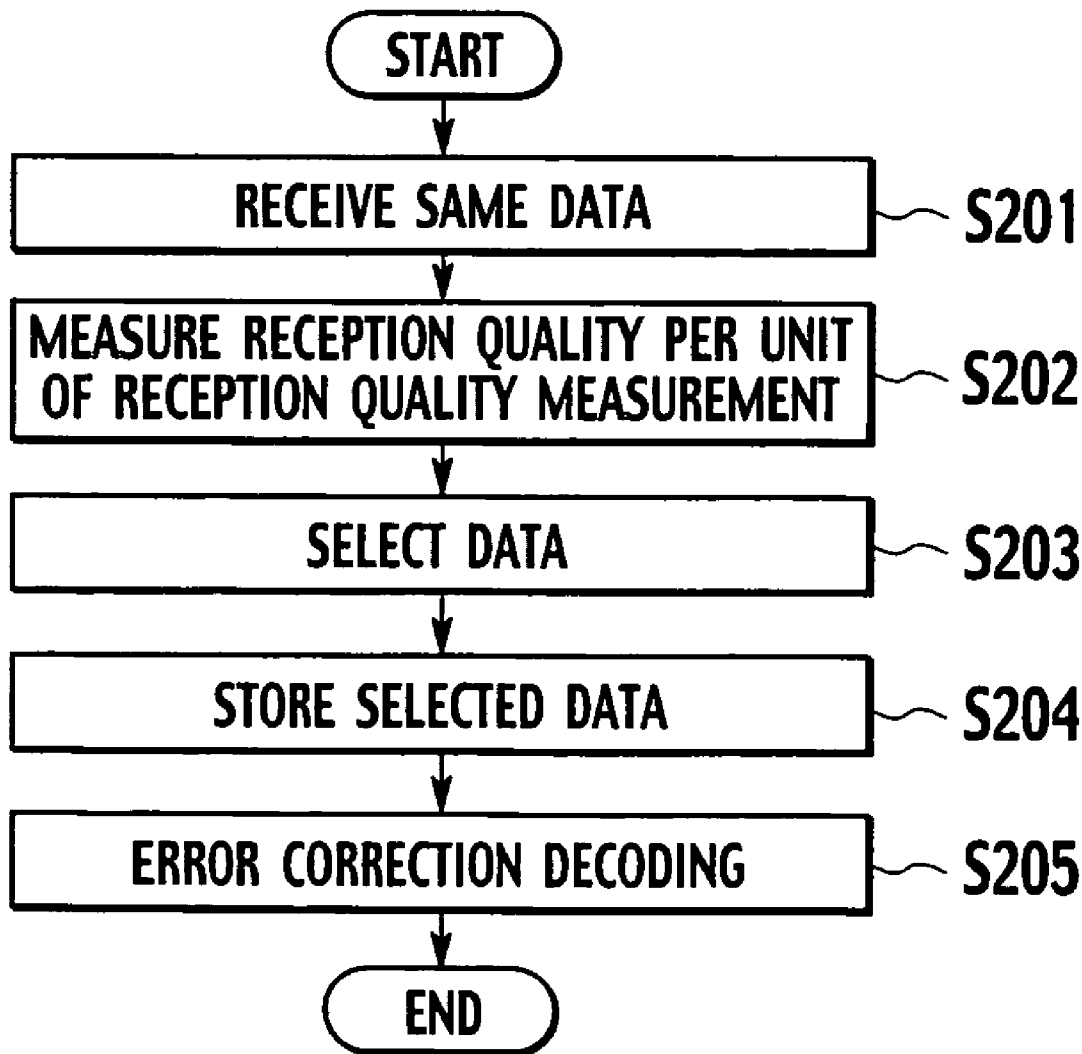 START
RECEIVE SAME DATA
S201
MEASURE RECEPTION QUALITY PER UNIT
OF RECEPTION QUALITY MEASUREMENT
S202
SELECT DATA
S203
STORE SELECTED DATA
S204
ERROR CORRECTION DECODING
S205
END